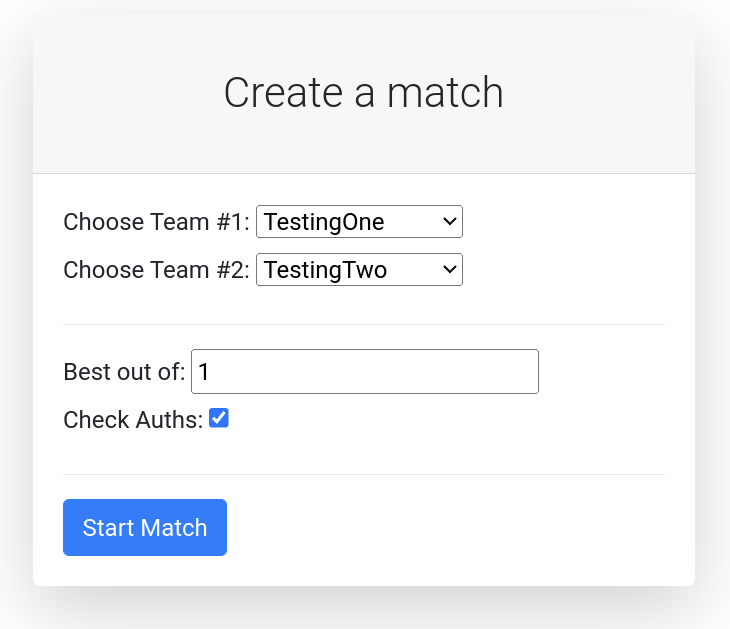 Create a match
Choose Team #1: TestingOne
Choose Team #2: TestingTwo
Best out of: 1
Check Auths:
Start Match